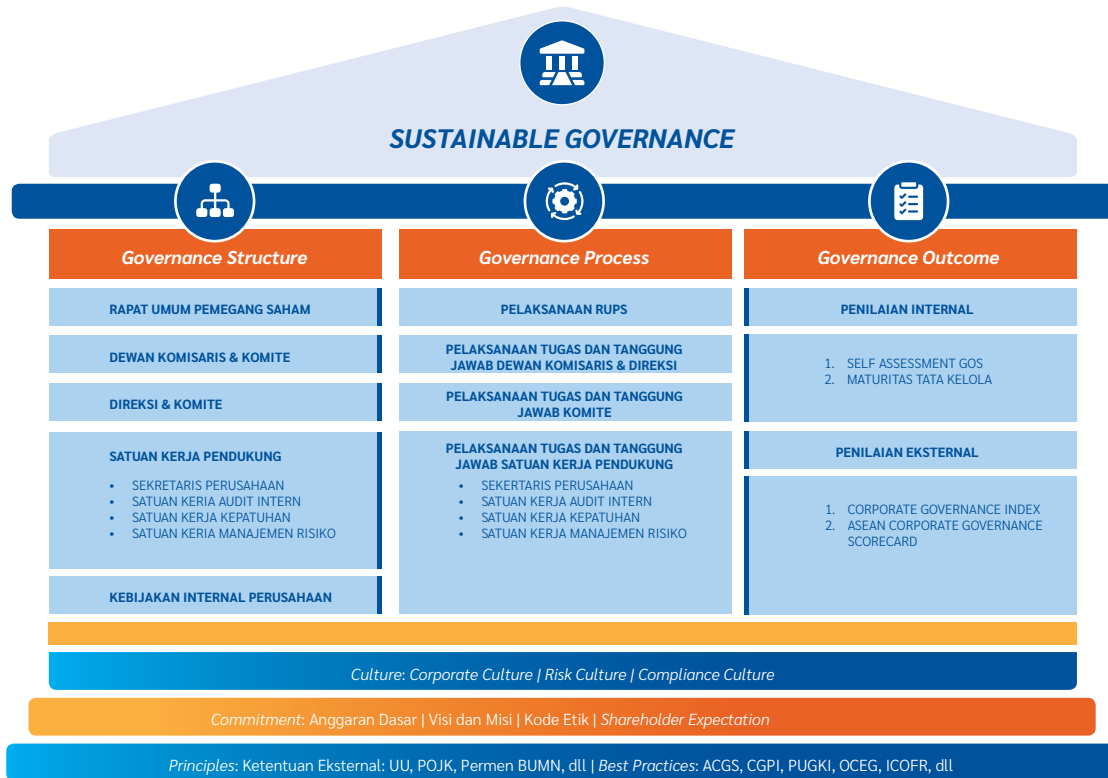 SUSTAINABLE GOVERNANCE
Governance Structure
RAPAT UMUM PEMEGANG SAHAM
DEWAN KOMISARIS & KOMITE
DIREKSI & KOMITE
SATUAN KERJA PENDUKUNG
• SEKRETARIS PERUSAHAAN
• SATUAN KERIA AUDIT INTERN
• SATUAN KERJA KEPATUHAN
• SATUAN KERIA MANAJEMEN RISIKO
KEBIJAKAN INTERNAL PERUSAHAAN
Governance Process
PELAKSANAAN RUPS
PELAKSANAAN TUGAS DAN TANGGUNG
JAWAB DEWAN KOMISARIS & DIREKSI
PELAKSANAAN TUGAS DAN TANGGUNG
JAWAB KOMITE
PELAKSANAAN TUGAS DAN TANGGUNG
JAWAB SATUAN KERJA PENDUKUNG
• SEKERTARIS PERUSAHAAN
• SATUAN KERJA AUDIT INTERN
• SATUAN KERJA KEPATUHAN
• SATUAN KERJA MANAJEMEN RISIKO
Governance Outcome
PENILAIAN INTERNAL
1. SELF ASSESSMENT GOS
2. MATURITAS TATA KELOLA
PENILAIAN EKSTERNAL
1. CORPORATE GOVERNANCE INDEX
2. ASEAN CORPORATE GOVERNANCE
SCORECARD
Culture: Corporate Culture | Risk Culture | Compliance Culture
Commitment: Anggaran Dasar | Visi dan Misi | Kode Etik | Shareholder Expectation
Principles: Ketentuan Eksternal: UU, POJK, Permen BUMN, dll | Best Practices: ACGS, CGPI, PUGKI, OCEG, ICOFR, dll